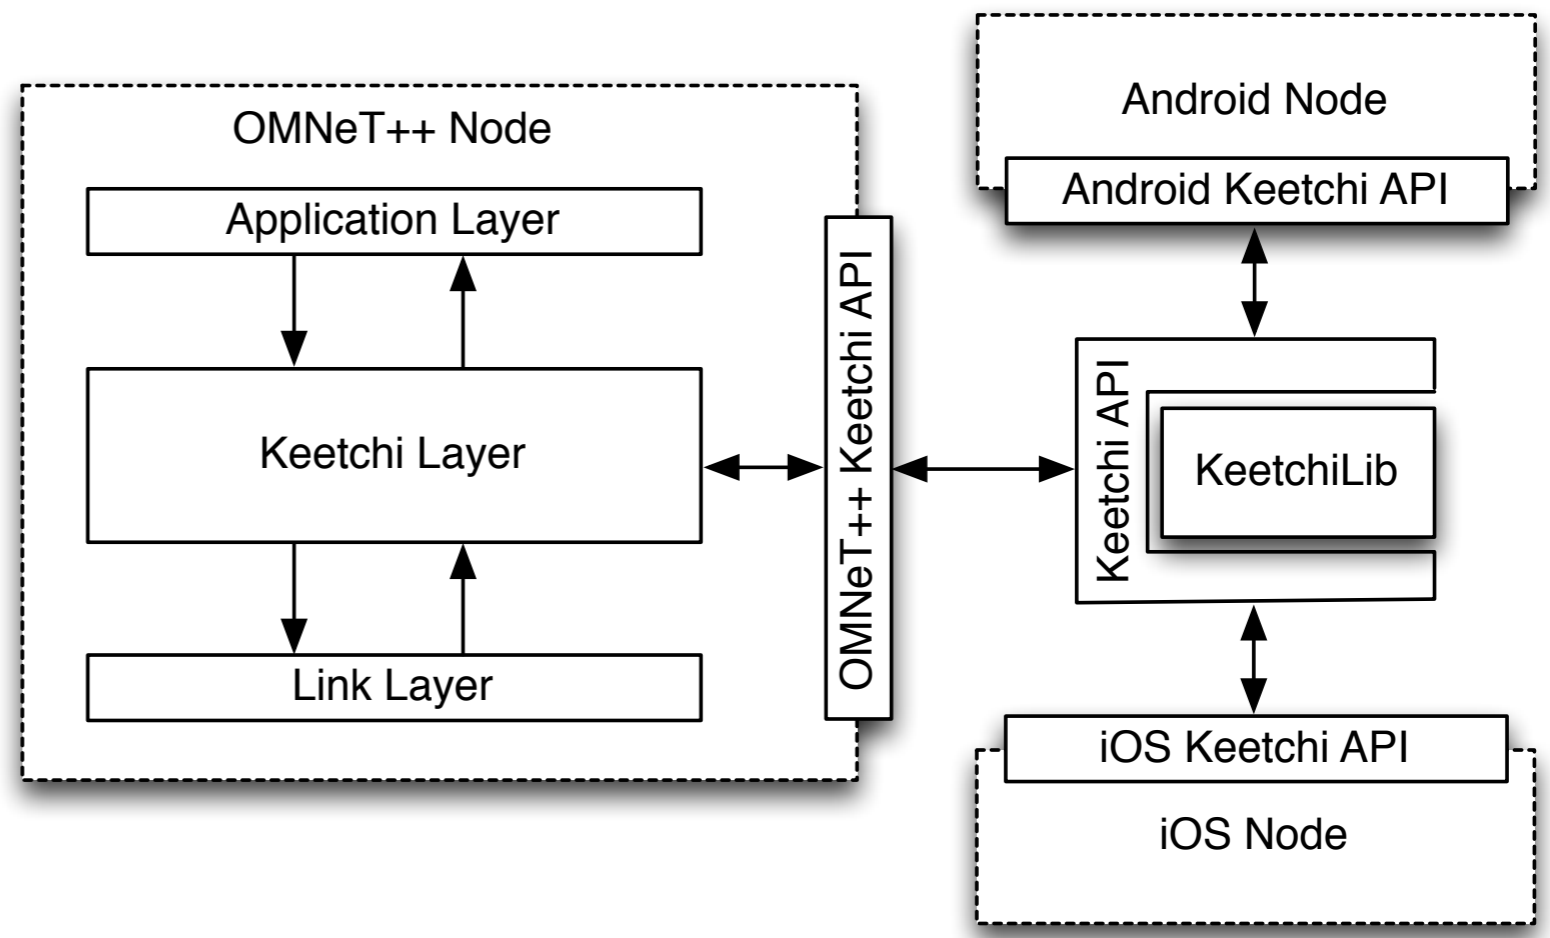 OMNeT++ Node
Application Layer
Keetchi Layer
Link Layer
OMNeT++ Keetchi API
Android Node
Android Keetchi API
Keetchi API
KeetchiLib
iOS Keetchi API
iOS Node